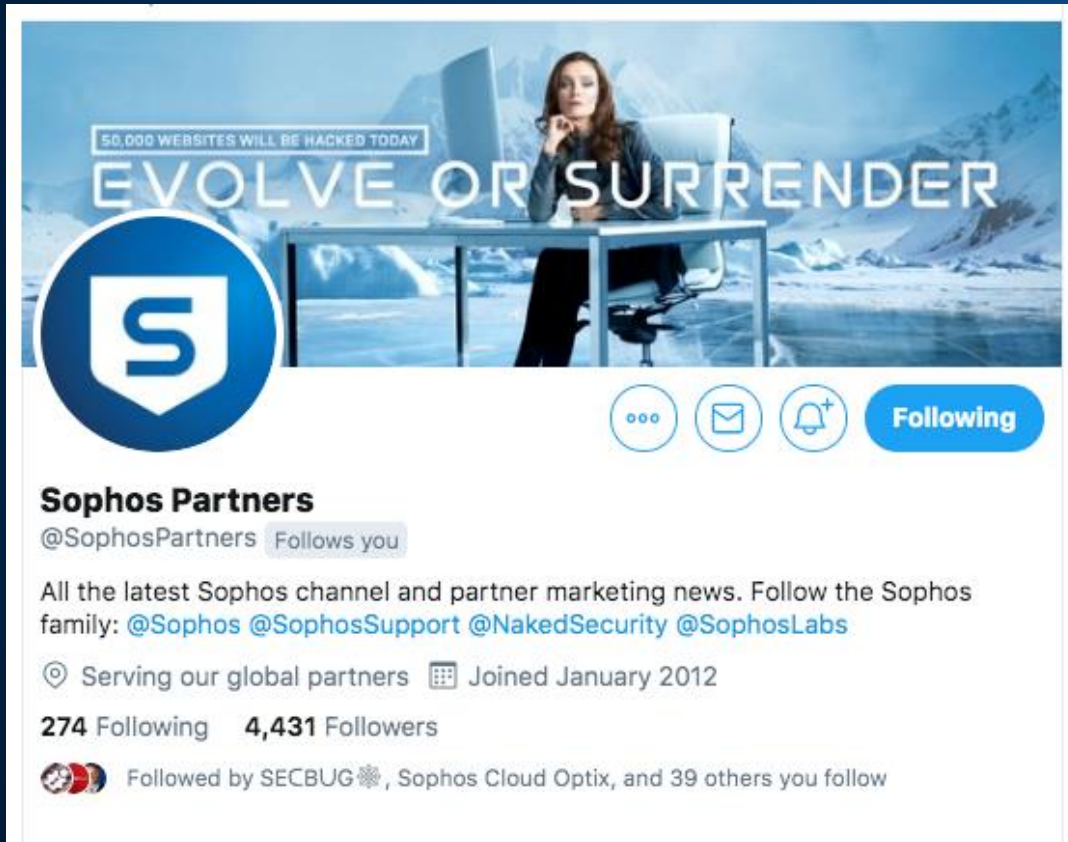 50,000 WEBSITES WILL BE HACKED TODAY
EVOLVE OR SURRENDER
S
Following
Sophos Partners
@SophosPartners Follows you
All the latest Sophos channel and partner marketing news. Follow the Sophos
family: @Sophos @SophosSupport @NakedSecurity @SophosLabs
Serving our global partners Joined January 2012
274 Following 4,431 Followers
Followed by SECBUG🕸, Sophos Cloud Optix, and 39 others you follow